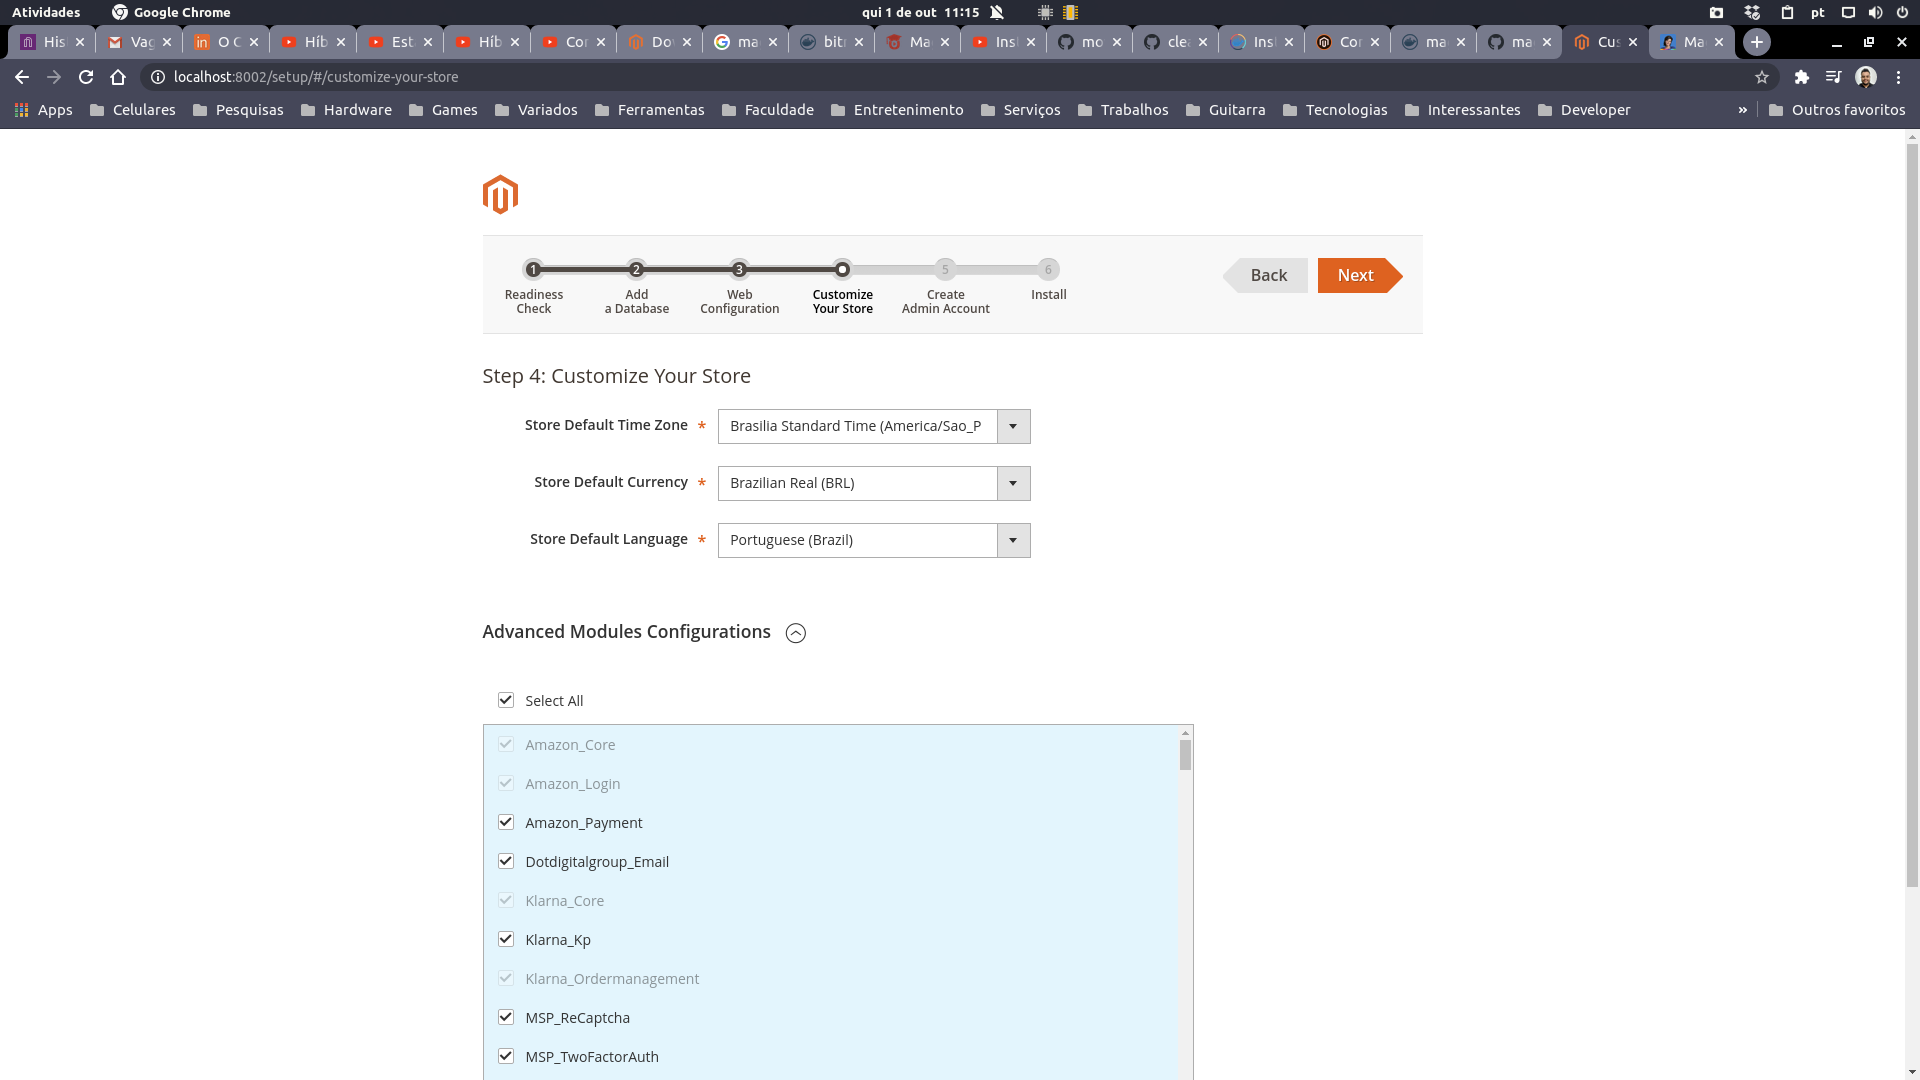 Atividades Google Chrome qui 1 de out 11:15 pt
His Vag O C Híb Est Híb Cor Dov ma bitr Ma Inst mo clea Inst Cor ma ma Cus Ma
localhost:8002/setup/#/customize-your-store
Apps Celulares Pesquisas Hardware Games Variados Ferramentas Faculdade Entretenimento Serviços Trabalhos Guitarra Tecnologias Interessantes Developer » Outros favoritos
1 2 3 5 6
Readiness Check
Add a Database
Web Configuration
Customize Your Store
Create Admin Account
Install
Back Next
Step 4: Customize Your Store
Store Default Time Zone * Brasilia Standard Time (America/Sao_P
Store Default Currency * Brazilian Real (BRL)
Store Default Language * Portuguese (Brazil)
Advanced Modules Configurations
Select All
Amazon_Core
Amazon_Login
Amazon_Payment
Dotdigitalgroup_Email
Klarna_Core
Klarna_Kp
Klarna_Ordermanagement
MSP_ReCaptcha
MSP_TwoFactorAuth